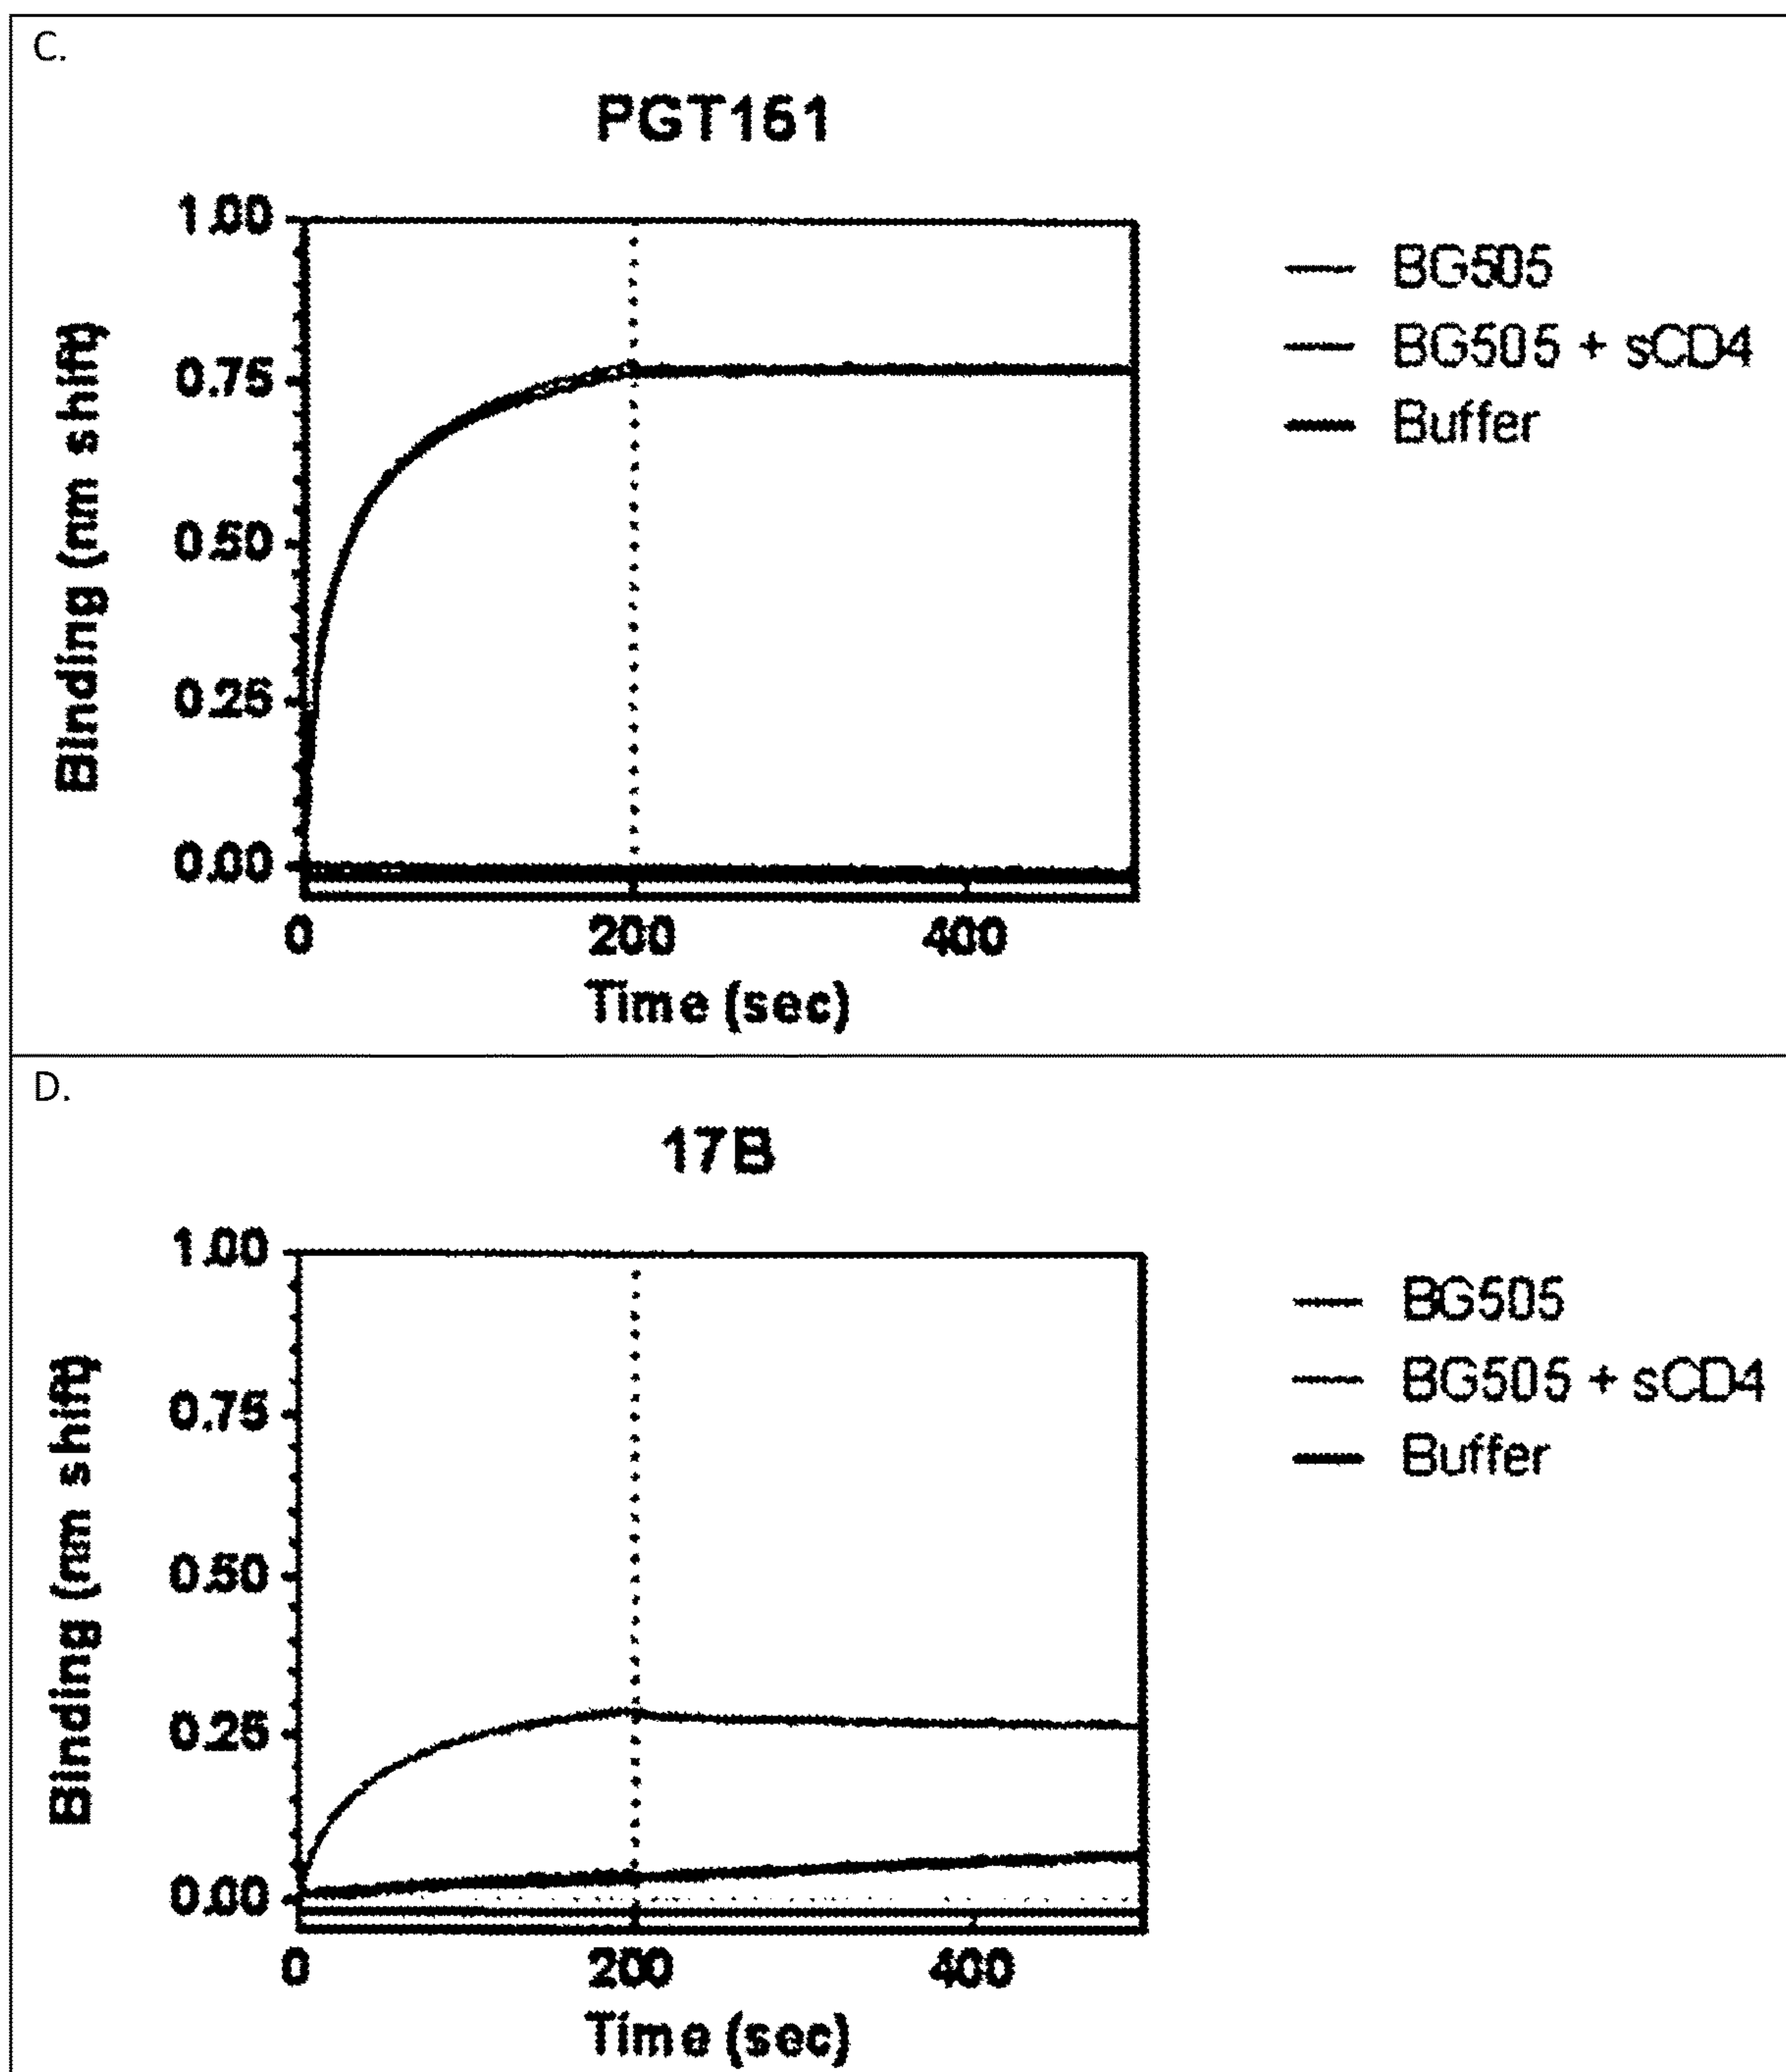 C.
PGT151
1.00
0.75
0.50
0.25
0.00
Binding (nm shift)
0 200 400
Time (sec)
BG505
BG505 + sCD4
Buffer
D.
17B
1.00
0.75
0.50
0.25
0.00
Binding (nm shift)
0 200 400
Time (sec)
BG505
BG505 + sCD4
Buffer